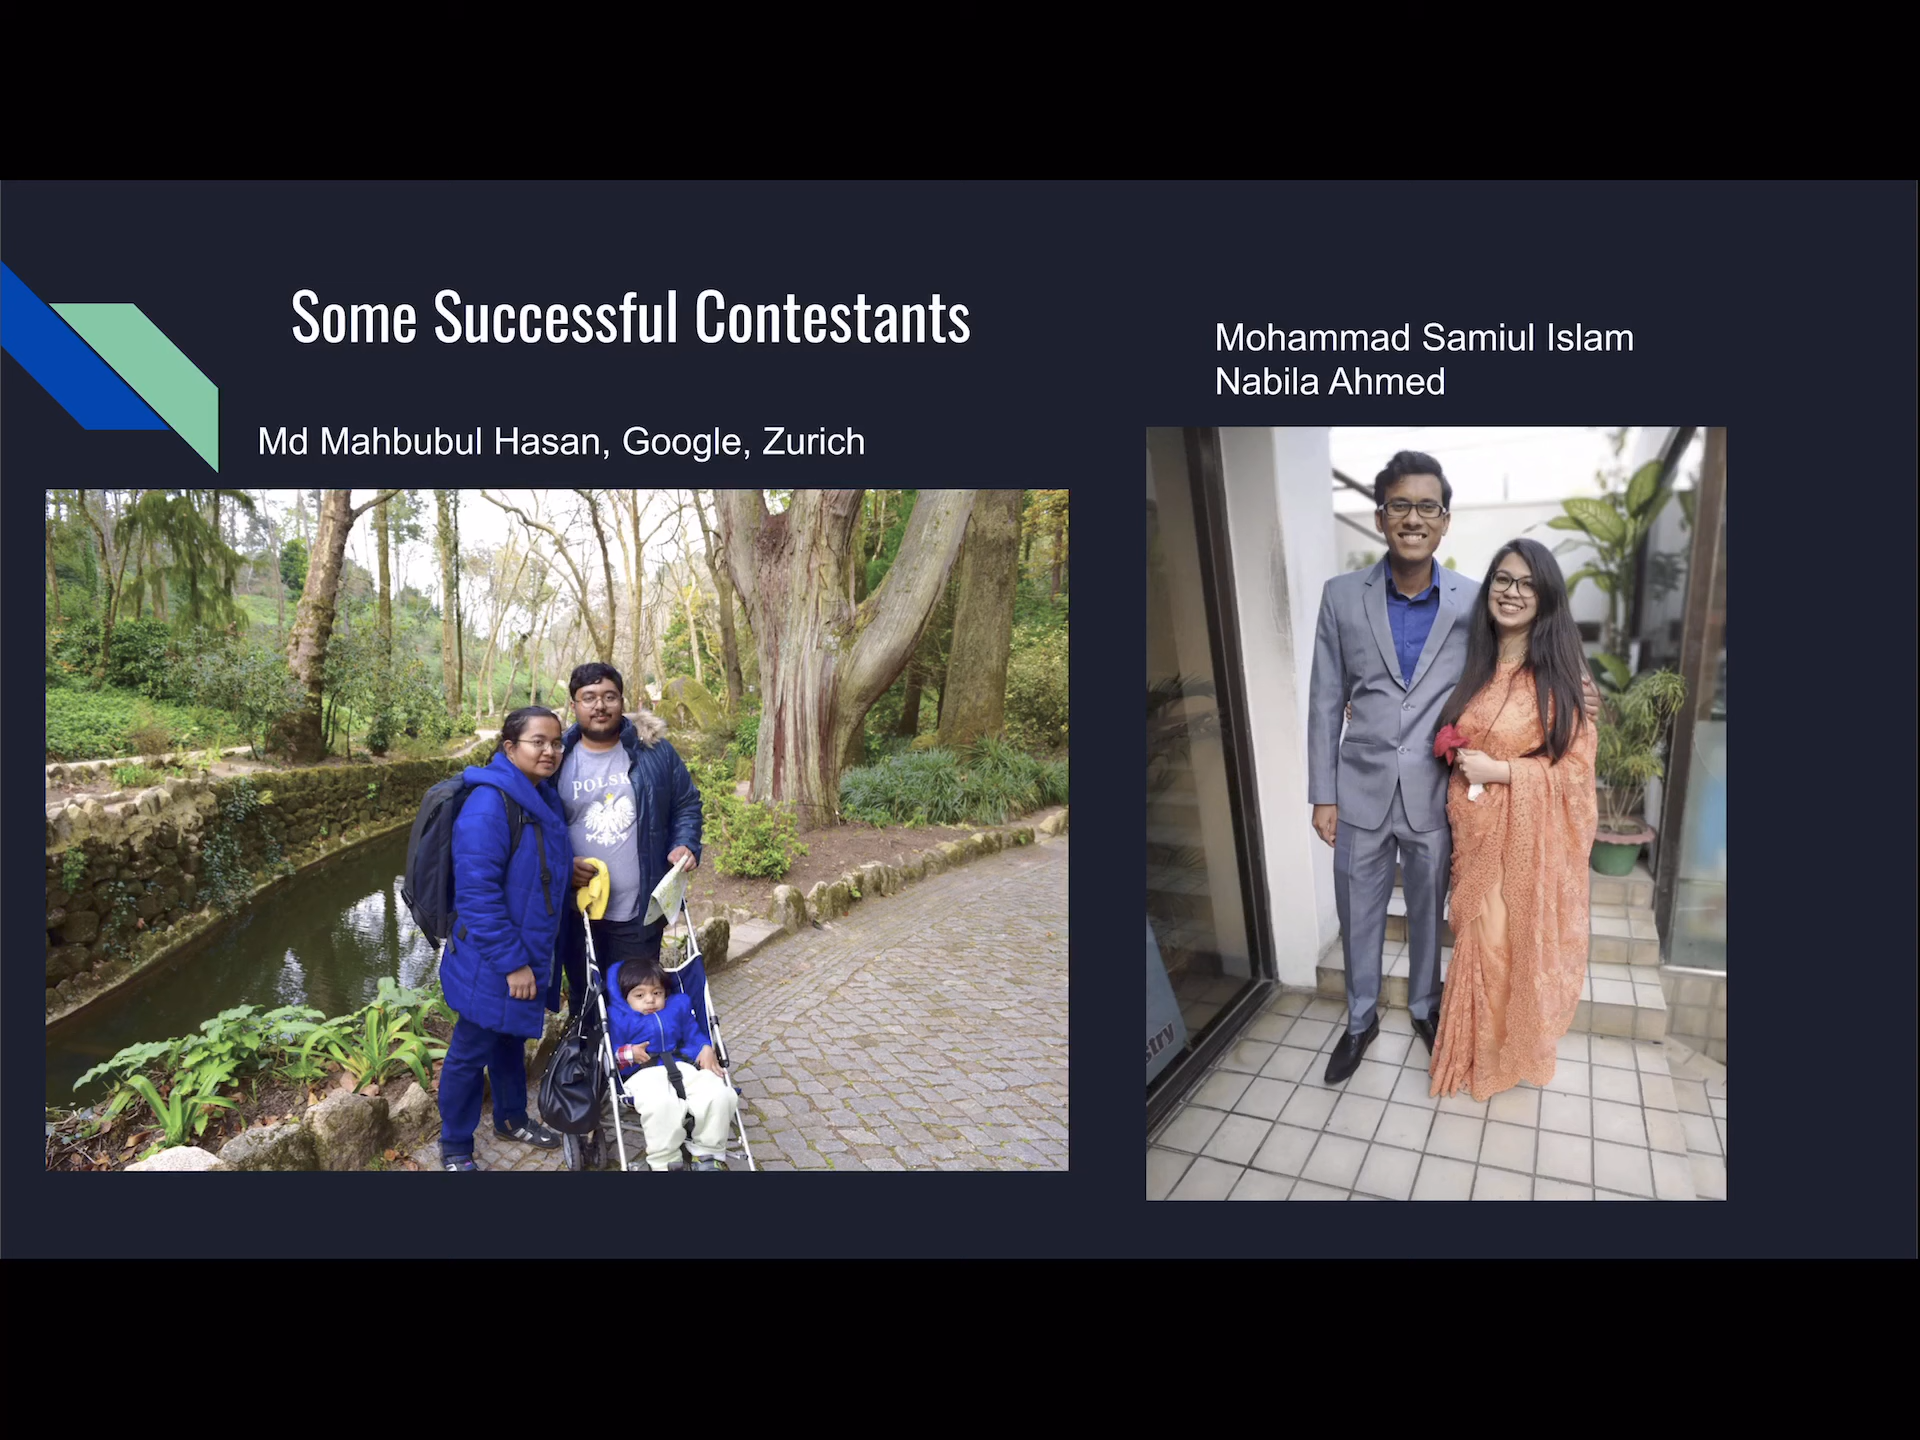 Some Successful Contestants
Md Mahbubul Hasan, Google, Zurich
Mohammad Samiul Islam
Nabila Ahmed
POLSK
stry